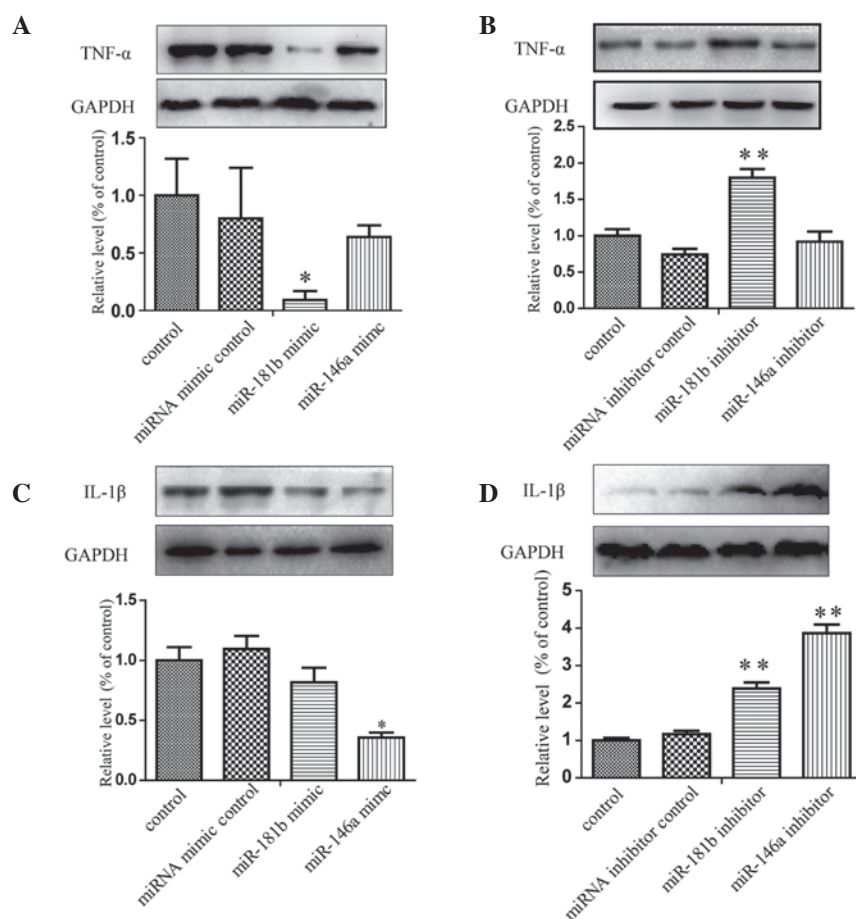 A
TNF-α
GAPDH
Relative level (% of control)
1.5
1.0
0.5
0.0
*
control
miRNA mimic control
miR-181b mimic
miR-146a mimc
B
TNF-α
GAPDH
Relative level (% of control)
2.5
2.0
1.5
1.0
0.5
0.0
**
control
miRNA inhibitor control
miR-181b inhibitor
miR-146a inhibitor
C
IL-1β
GAPDH
Relative level (% of control)
1.5
1.0
0.5
0.0
*
control
miRNA mimic control
miR-181b mimic
miR-146a mimc
D
IL-1β
GAPDH
Relative level (% of control)
5
4
3
2
1
0
**
**
control
miRNA inhibitor control
miR-181b inhibitor
miR-146a inhibitor